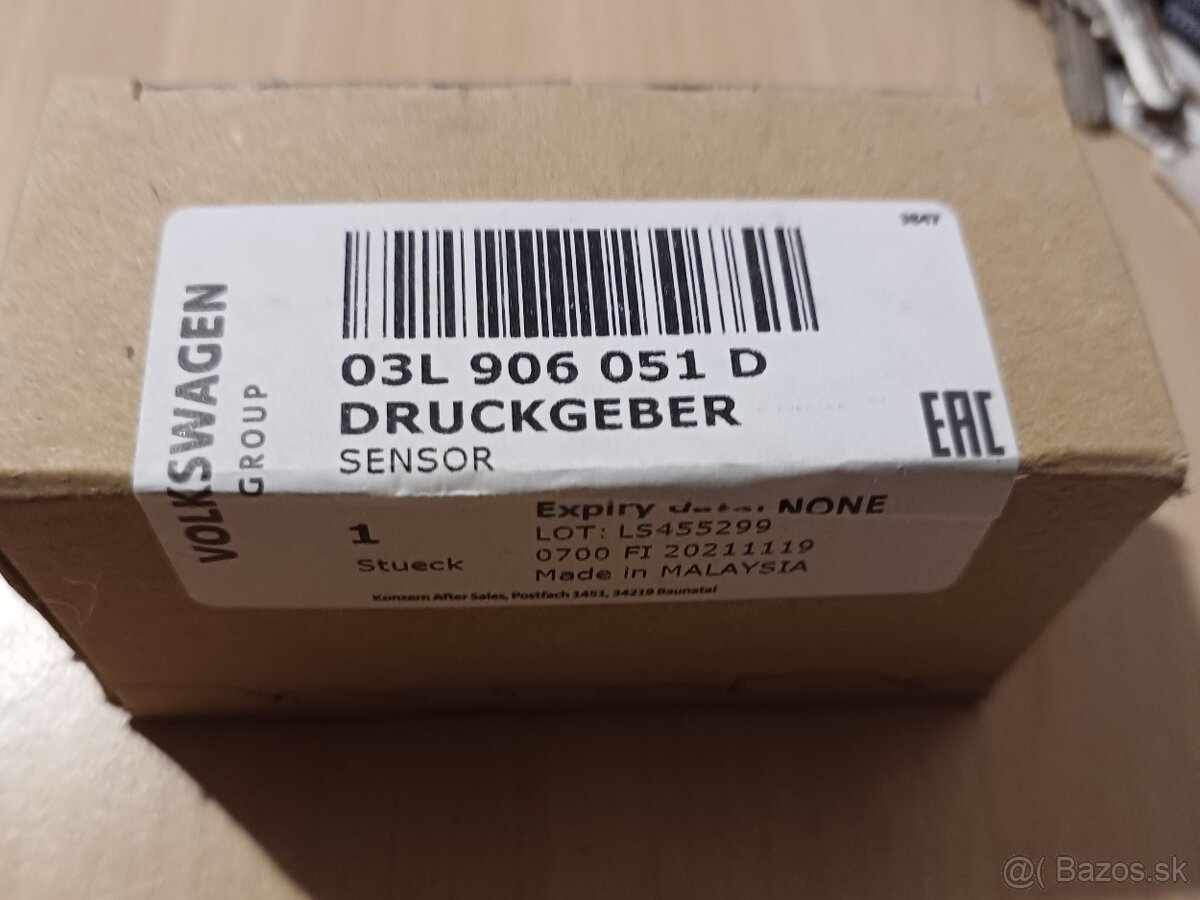 VOLKSWAGEN
GROUP
03L 906 051 D
DRUCKGEBER
SENSOR
EAC
1
Stueck
Expiry date: NONE
LOT: LS455299
0700 FI 20211119
Made in MALAYSIA
Konzern After Sales, Postfach 1451, 34219 Baunatal
@( Bazos.sk